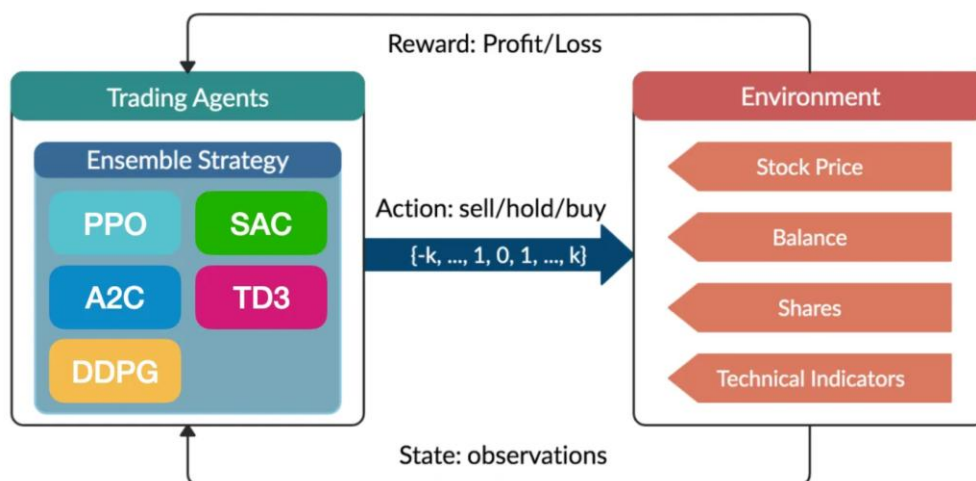 Reward: Profit/Loss
Trading Agents
Environment
Ensemble Strategy
PPO
SAC
A2C
TD3
DDPG
Action: sell/hold/buy
{-k, ..., 1, 0, 1, ..., k}
Stock Price
Balance
Shares
Technical Indicators
State: observations